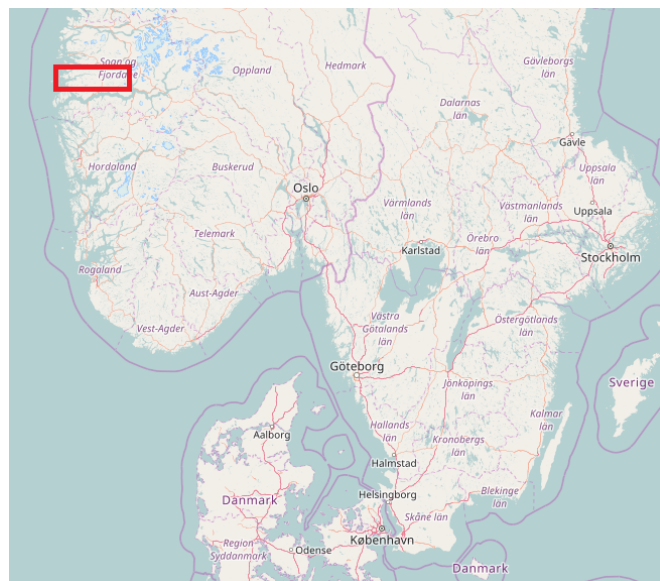 Sogn og
Fjordane
Oppland
Hedmark
Gävleborgs
län
Dalarnas
län
Gävle
Hordaland
Buskerud
Oslo
Värmlands
län
Västmanlands
län
Uppsala
län
Uppsala
Telemark
Karlstad
Örebro
län
Stockholm
Rogaland
Aust-Agder
Vest-Agder
Västra
Götalands
län
Östergötlands
län
Göteborg
Jönköpings
län
Sverige
Hallands
län
Kronobergs
län
Kalmar
län
Aalborg
Halmstad
Danmark
Helsingborg
Blekinge
län
Skåne län
Region
Syddanmark
Odense
København
Danmark